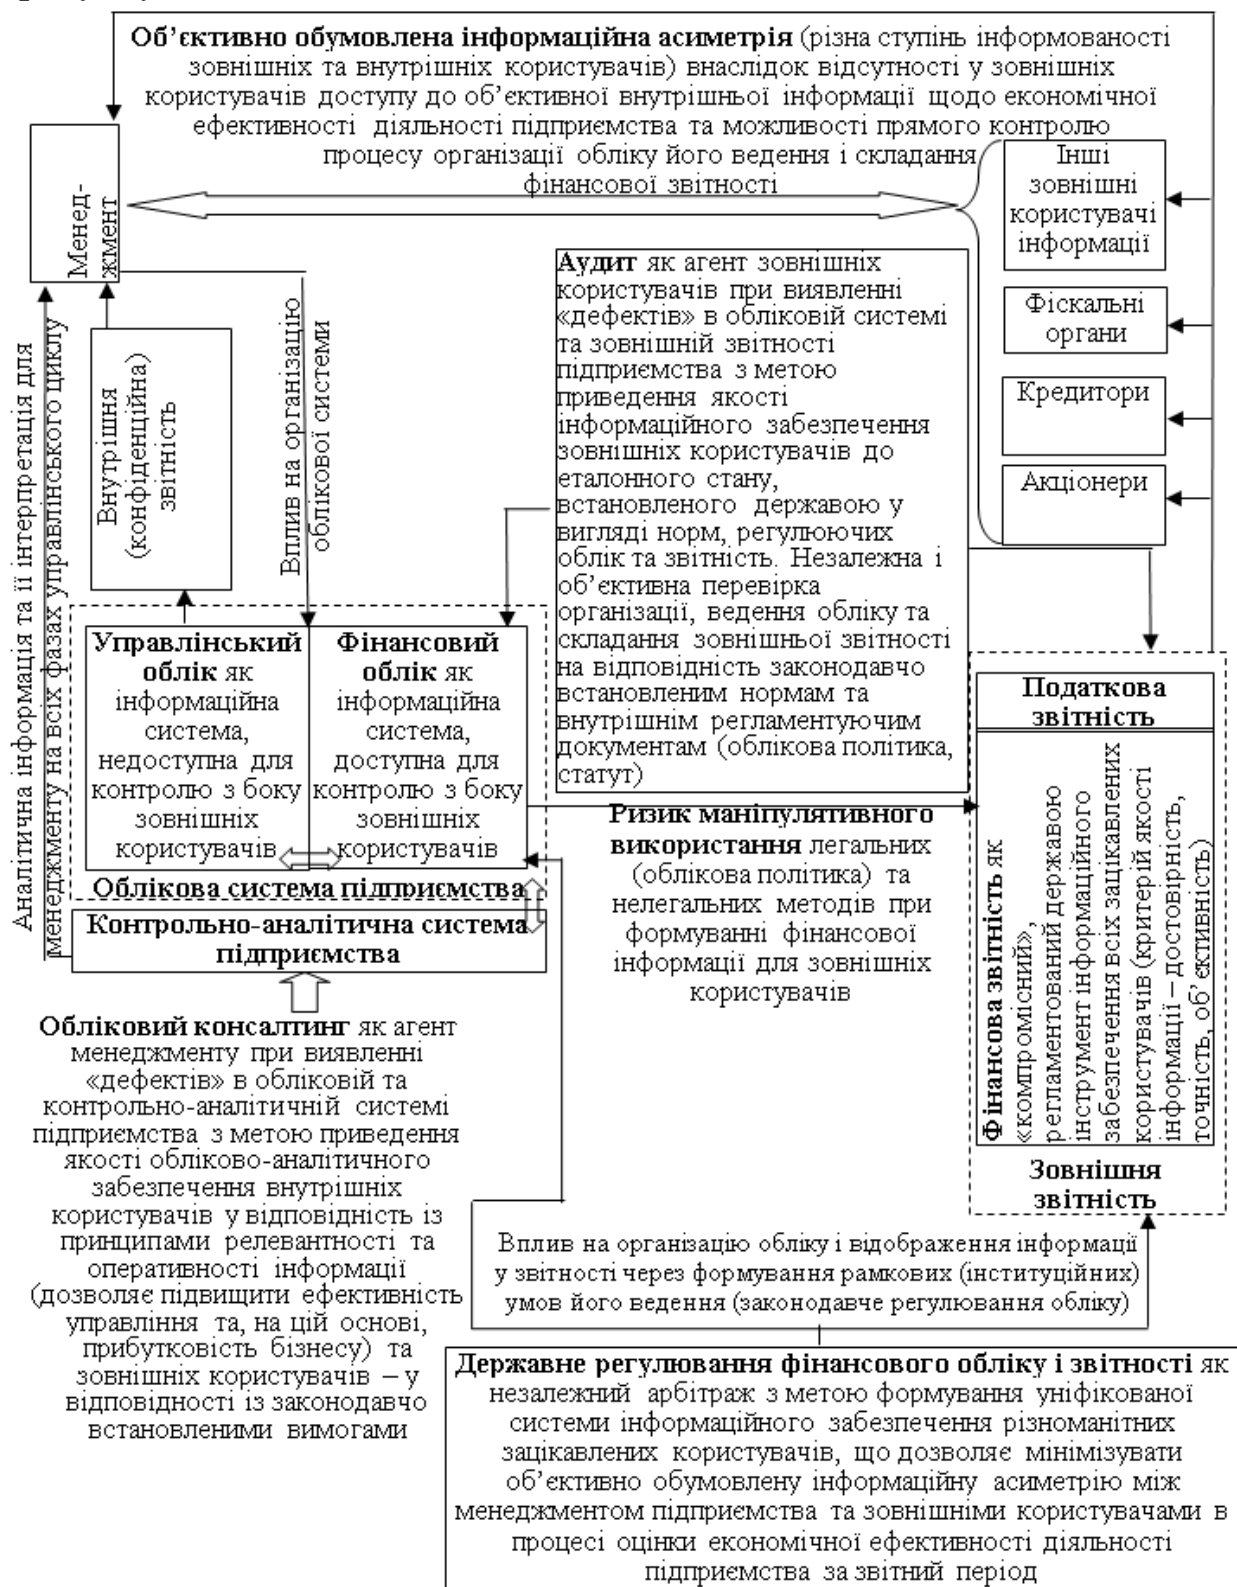 Об’єктивно обумовлена інформаційна асиметрія (різна ступінь інформованості
зовнішніх та внутрішніх користувачів) внаслідок відсутності у зовнішніх
користувачів доступу до об’єктивної внутрішньої інформації щодо економічної
ефективності діяльності підприємства та можливості прямого контролю
процесу організації обліку його ведення і складання
фінансової звітності
Менед-
жмент
Інші
зовнішні
користувачі
інформації
Фіскальні
органи
Кредитори
Акціонери
Аналітична інформація та її інтерпретація для
менеджменту на всіх фазах управлінського циклу
Внутрішня
(конфіденційна)
звітність
Вплив на організацію
облікової системи
Аудит як агент зовнішніх
користувачів при виявленні
«дефектів» в обліковій системі
та зовнішній звітності
підприємства з метою
приведення якості
інформаційного забезпечення
зовнішніх користувачів до
еталонного стану,
встановленого державою у
вигляді норм, регулюючих
облік та звітність. Незалежна і
об’єктивна перевірка
організації, ведення обліку та
складання зовнішньої звітності
на відповідність законодавчо
встановленим нормам та
внутрішнім регламентуючим
документам (облікова політика,
статут)
Управлінський
облік як
інформаційна
система,
недоступна для
контролю з боку
зовнішніх
користувачів
Фінансовий
облік як
інформаційна
система,
доступна для
контролю з боку
зовнішніх
користувачів
Облікова система підприємства
Контрольно-аналітична система
підприємства
Ризик маніпулятивного
використання легальних
(облікова політика) та
нелегальних методів при
формуванні фінансової
інформації для зовнішніх
користувачів
Податкова
звітність
Фінансова звітність як
«компромісний»,
регламентований державою
інструмент інформаційного
забезпечення всіх зацікавлених
користувачів (критерій якості
інформації – достовірність,
точність, об’єктивність)
Зовнішня
звітність
Обліковий консалтинг як агент
менеджменту при виявленні
«дефектів» в обліковій та
контрольно-аналітичній системі
підприємства з метою приведення
якості обліково-аналітичного
забезпечення внутрішніх
користувачів у відповідність із
принципами релевантності та
оперативності інформації
(дозволяє підвищити ефективність
управління та, на цій основі,
прибутковість бізнесу) та
зовнішніх користувачів – у
відповідності із законодавчо
встановленими вимогами
Вплив на організацію обліку і відображення інформації
у звітності через формування рамкових (інституційних)
умов його ведення (законодавче регулювання обліку)
Державне регулювання фінансового обліку і звітності як
незалежний арбітраж з метою формування уніфікованої
системи інформаційного забезпечення різноманітних
зацікавлених користувачів, що дозволяє мінімізувати
об’єктивно обумовлену інформаційну асиметрію між
менеджментом підприємства та зовнішніми користувачами в
процесі оцінки економічної ефективності діяльності
підприємства за звітний період